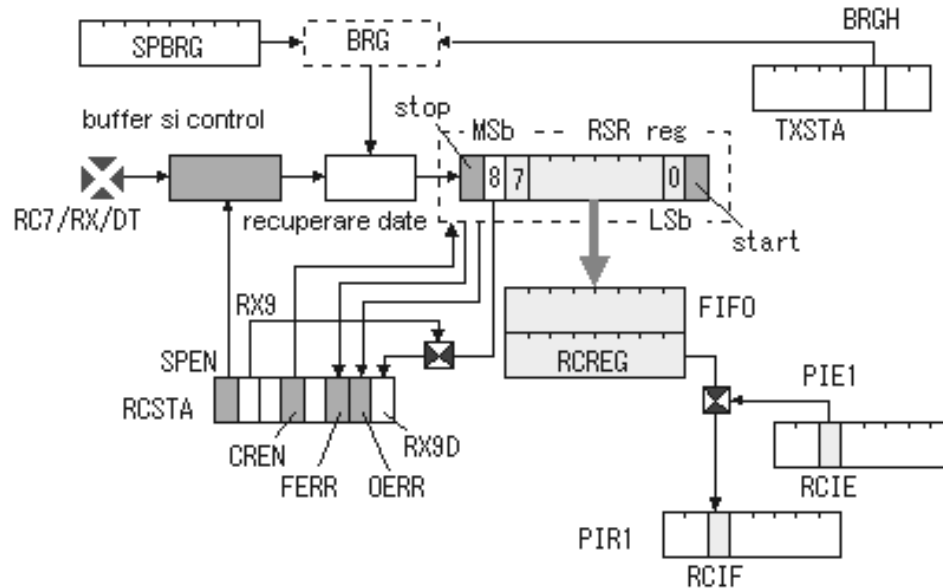 BRGH
SPBRG
BRG
TXSTA
stop
MSb
RSR reg
buffer si control
8
7
0
RC7/RX/DT
recuperare date
LSb
start
RX9
FIFO
SPEN
RCREG
PIE1
RCSTA
CREN
RX9D
FERR
OERR
RCIE
PIR1
RCIF